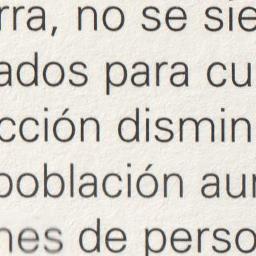 rra, no se sie
ados para cu
cción dismin
población aur
nes de perso